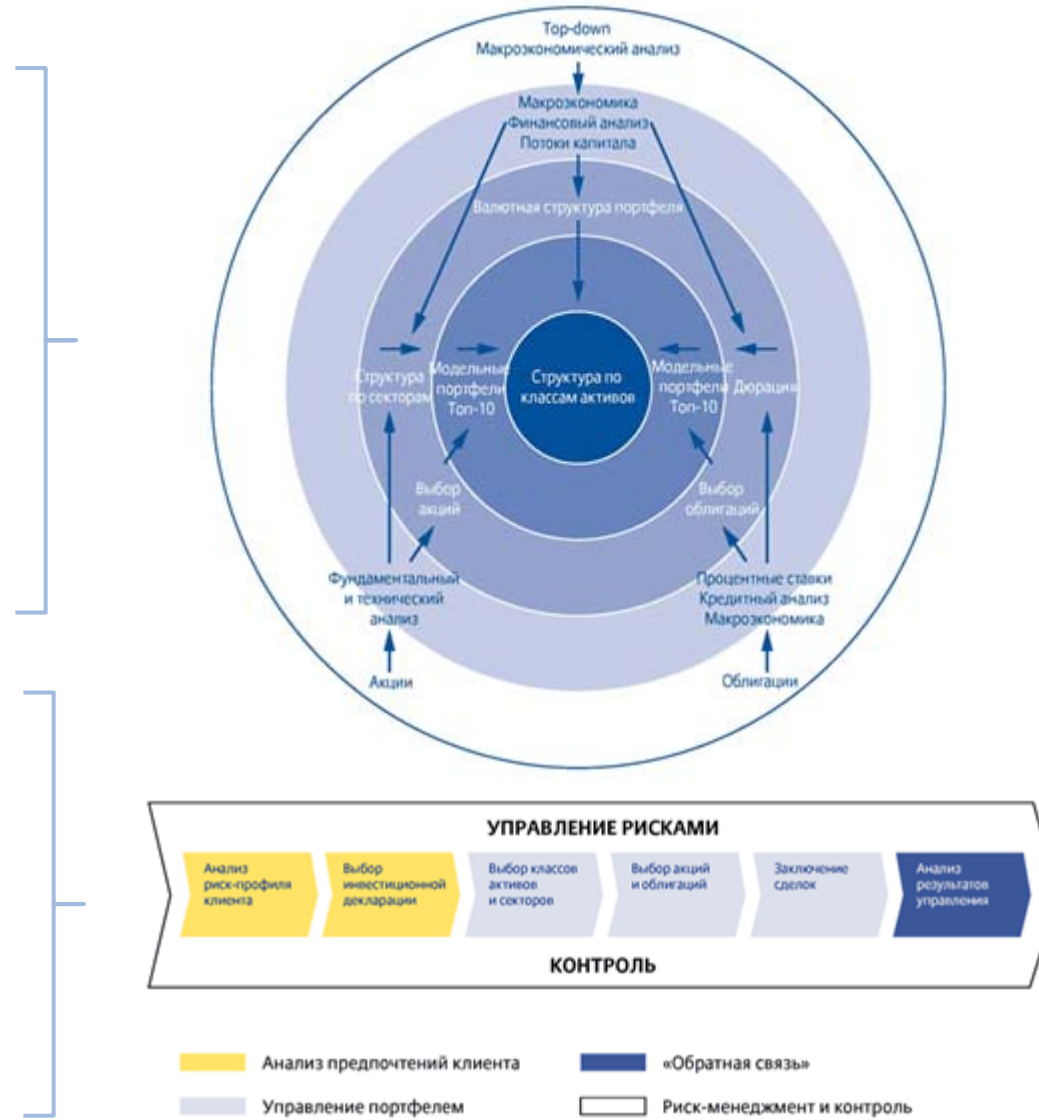 Top-down
Макроэкономический анализ
Макроэкономика
Финансовый анализ
Потоки капитала
Валютная структура портфеля
Структура
по секторам
Модельные
портфели
Топ-10
Структура по
классам активов
Модельные
портфели
Топ-10
Дюрация
Выбор
акций
Выбор
облигаций
Фундаментальный
и технический
анализ
Процентные ставки
Кредитный анализ
Макроэкономика
Акции
Облигации
УПРАВЛЕНИЕ РИСКАМИ
Анализ
риск-профиля
клиента
Выбор
инвестиционной
декларации
Выбор классов
активов
и секторов
Выбор акций
и облигаций
Заключение
сделок
Анализ
результатов
управления
КОНТРОЛЬ
Анализ предпочтений клиента
«Обратная связь»
Управление портфелем
Риск-менеджмент и контроль